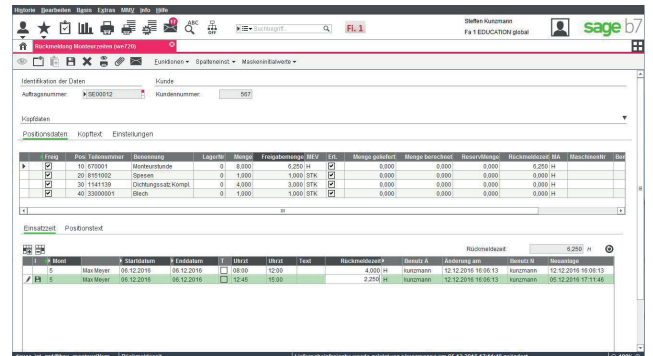 Historie Bearbeiten Basis Extras MMV Info Hilfe
Steffen Kunzmann
Fa 1 EDUCATION global
Suchbegriff...
FI. 1
sage b7
Rückmeldung Monteurzeiten (we720)
Funktionen Spalteneinst. Maskeninitialwerte
Identifikation der Daten Kunde
Auftragsnummer: SE00012 Kundennummer: 567
Kopfdaten
Positionsdaten Kopftext Einstellungen
Freig Pos Teilenummer Benennung LagerNr Menge Freigabemenge MEV Erl. Menge geliefert Menge berechnet ReservMenge Rückmeldezeit MA MaschinenNr
10 670001 Monteurstunde 0 8,000 6,250 H 0,000 0,000 0,000 6,250 H
20 8151002 Spesen 0 1,000 1,000 STK 0,000 0,000 0,000 0,000 H
30 1141139 Dichtungssatz Kompl. 0 4,000 3,000 STK 0,000 0,000 0,000 0,000 H
40 33000001 Blech 0 1,000 1,000 STK 0,000 0,000 0,000 0,000 H
Einsatzzeit Positionstext
Rückmeldezeit: 6,250 H
! Mont Startdatum Enddatum T Uhrzt Uhrzt Text Rückmeldezeit Benutz A Änderung am Benutz N Neuanlage
5 Max Meyer 06.12.2016 06.12.2016 08:00 12:00 4,000 H kunzmann 12.12.2016 16:06:13 kunzmann 12.12.2016 16:06:13
5 Max Meyer 06.12.2016 06.12.2016 12:45 15:00 2,250 H kunzmann 12.12.2016 16:06:13 kunzmann 05.12.2016 17:11:46